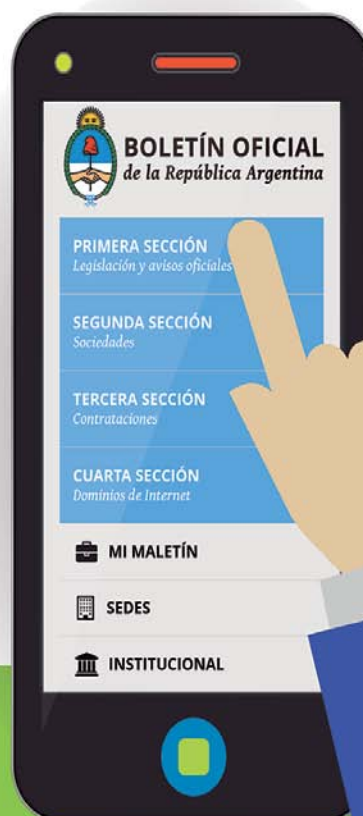 BOLETÍN OFICIAL
de la República Argentina
PRIMERA SECCIÓN
Legislación y avisos oficiales
SEGUNDA SECCIÓN
Sociedades
TERCERA SECCIÓN
Contrataciones
CUARTA SECCIÓN
Dominios de Internet
MI MALETÍN
SEDES
INSTITUCIONAL